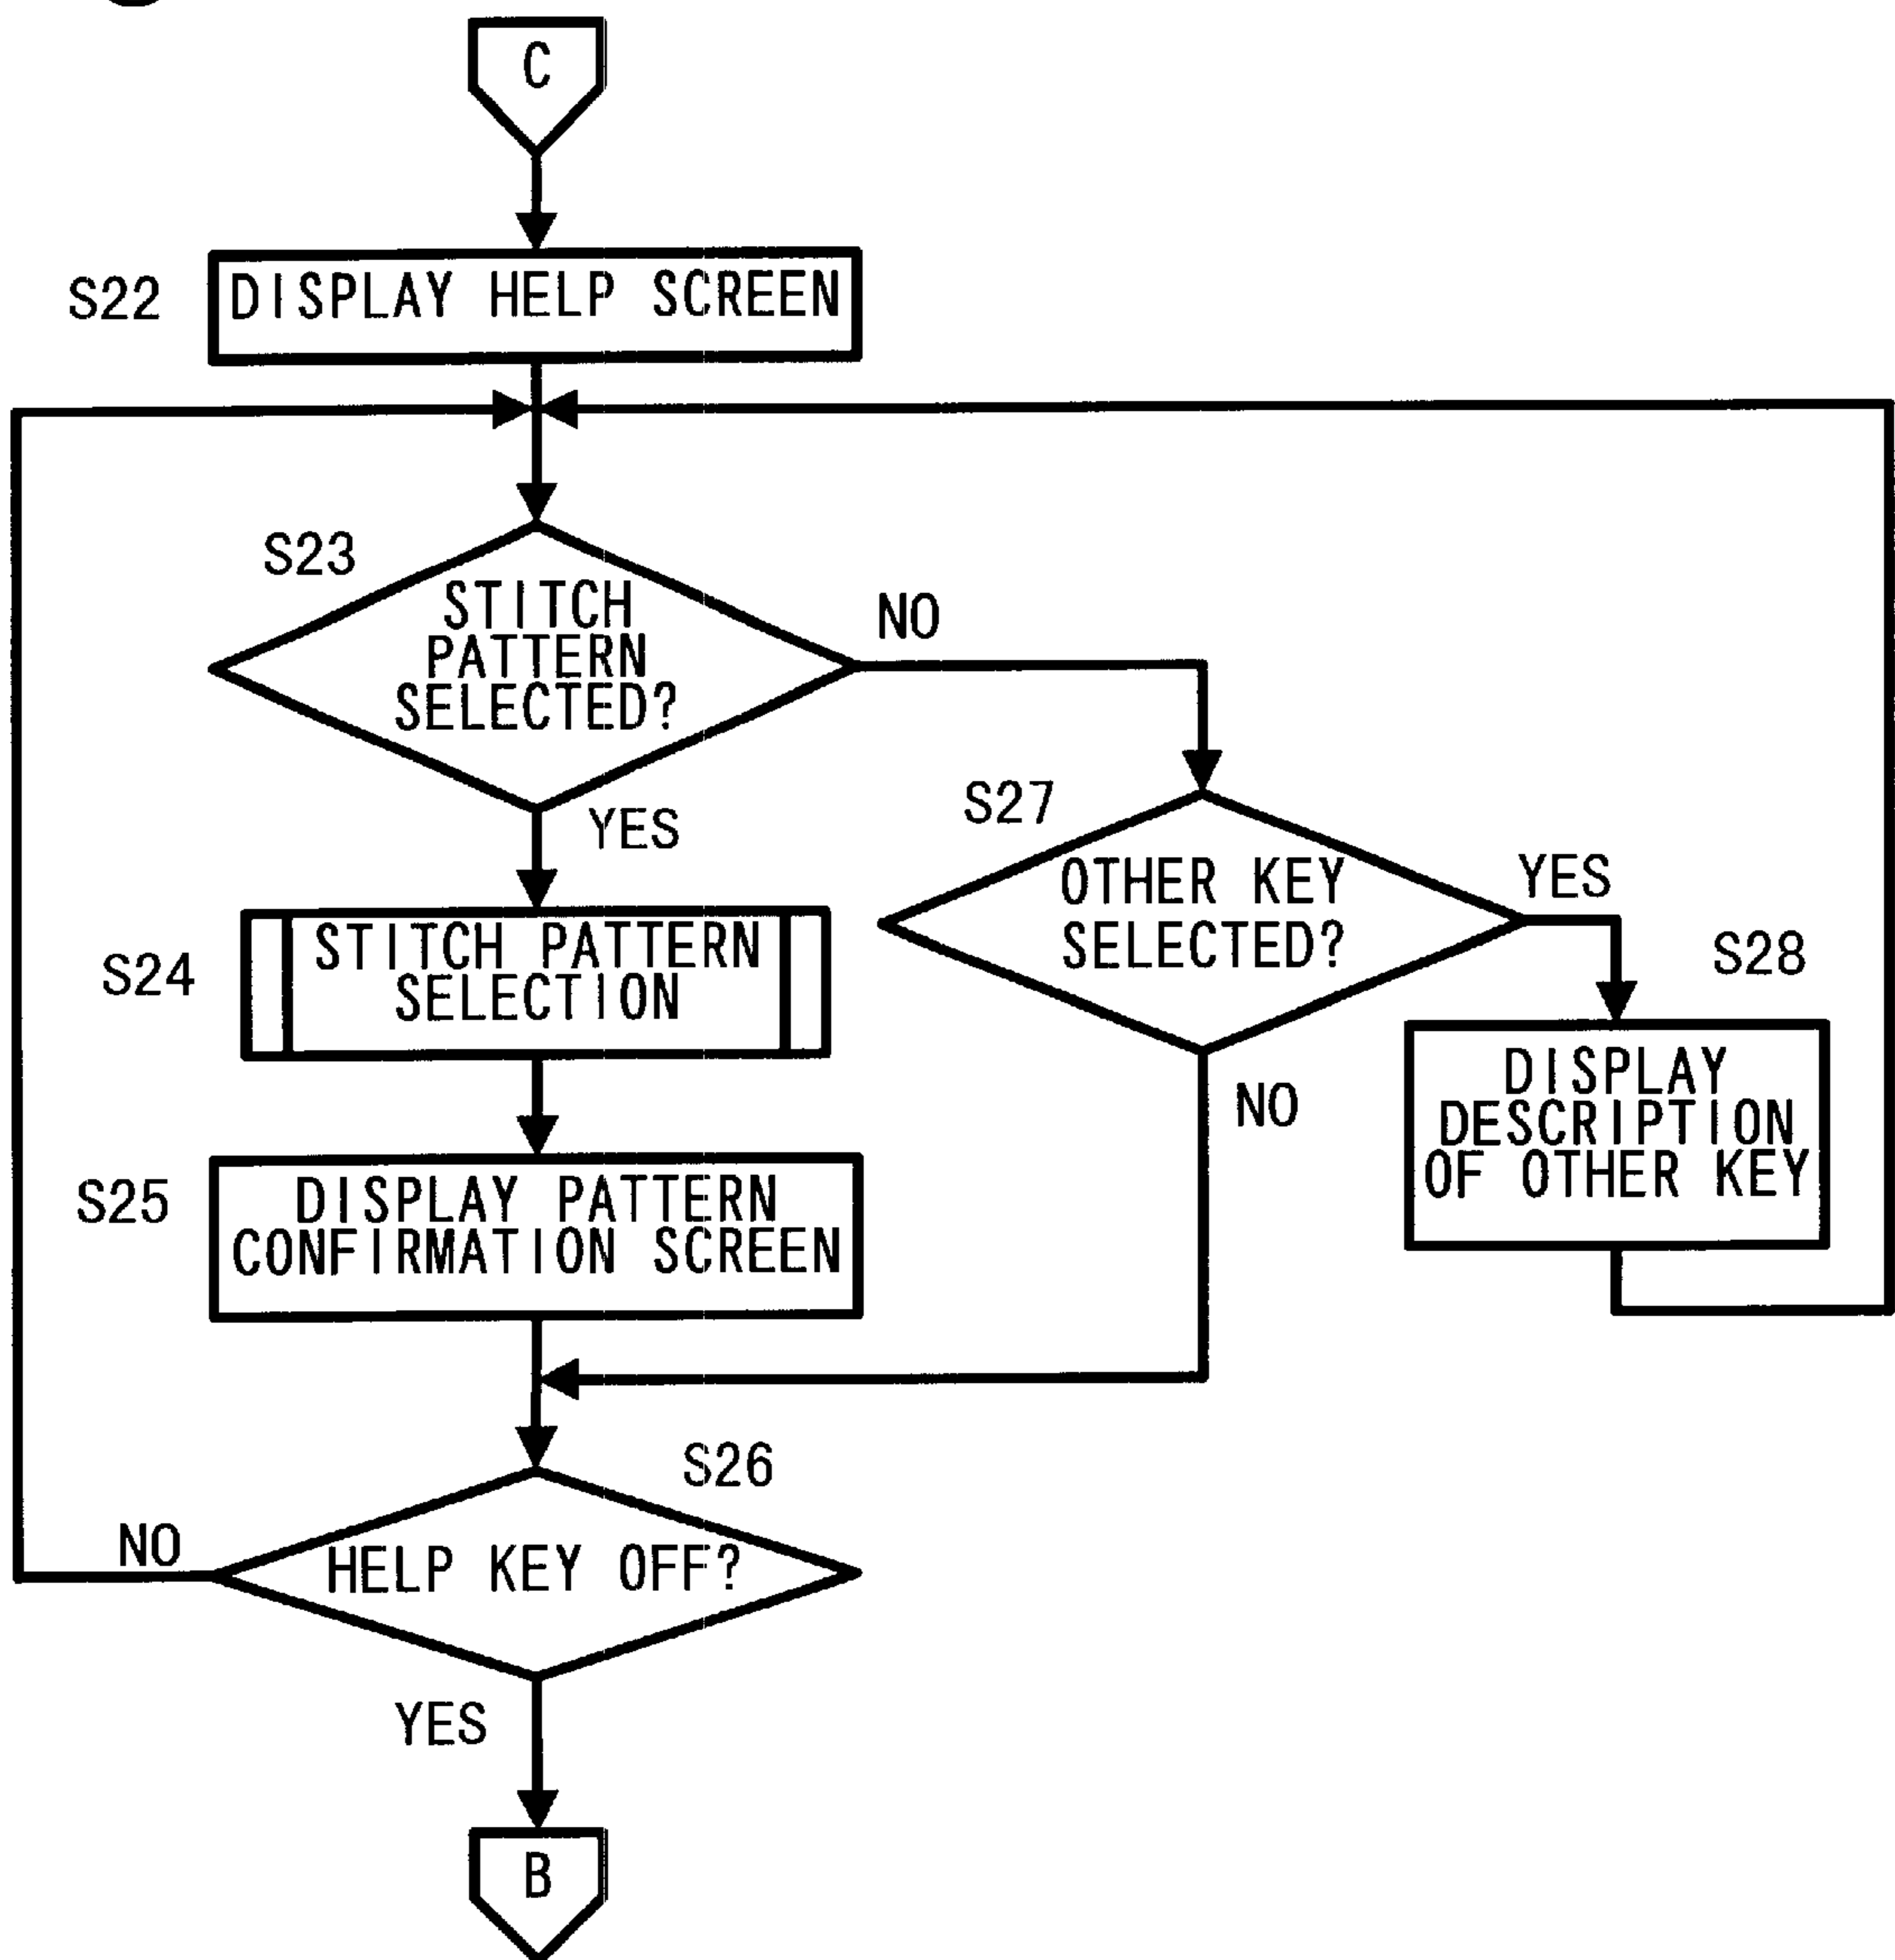 C
S22
DISPLAY HELP SCREEN
S23
STITCH
PATTERN
SELECTED?
NO
YES
S27
OTHER KEY
SELECTED?
YES
S24
STITCH PATTERN
SELECTION
S28
DISPLAY
DESCRIPTION
OF OTHER KEY
NO
S25
DISPLAY PATTERN
CONFIRMATION SCREEN
S26
NO
HELP KEY OFF?
YES
B